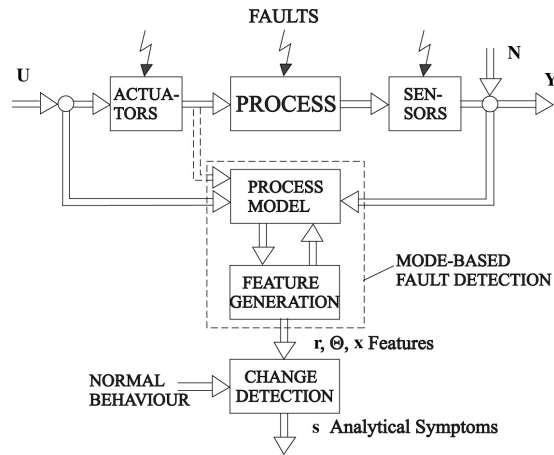 FAULTS
U
N
Y
ACTUA-
TORS
PROCESS
SEN-
SORS
PROCESS
MODEL
MODE-BASED
FAULT DETECTION
FEATURE
GENERATION
r, Θ, x Features
NORMAL
BEHAVIOUR
CHANGE
DETECTION
s Analytical Symptoms